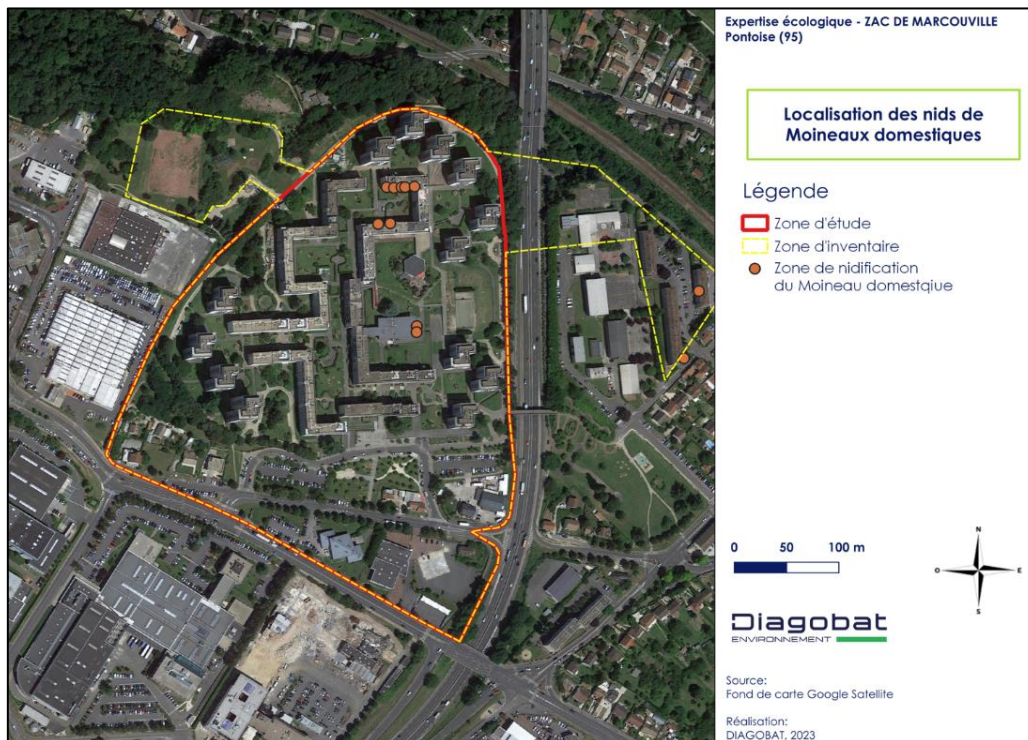 Expertise écologique - ZAC DE MARCOUVILLE
Pontoise (95)
Localisation des nids de
Moineaux domestiques
Légende
Zone d'étude
Zone d'inventaire
Zone de nidification
du Moineau domestqiue
0 50 100 m
N
O E
S
Diagobat
ENVIRONNEMENT
Source:
Fond de carte Google Satellite
Réalisation:
DIAGOBAT, 2023